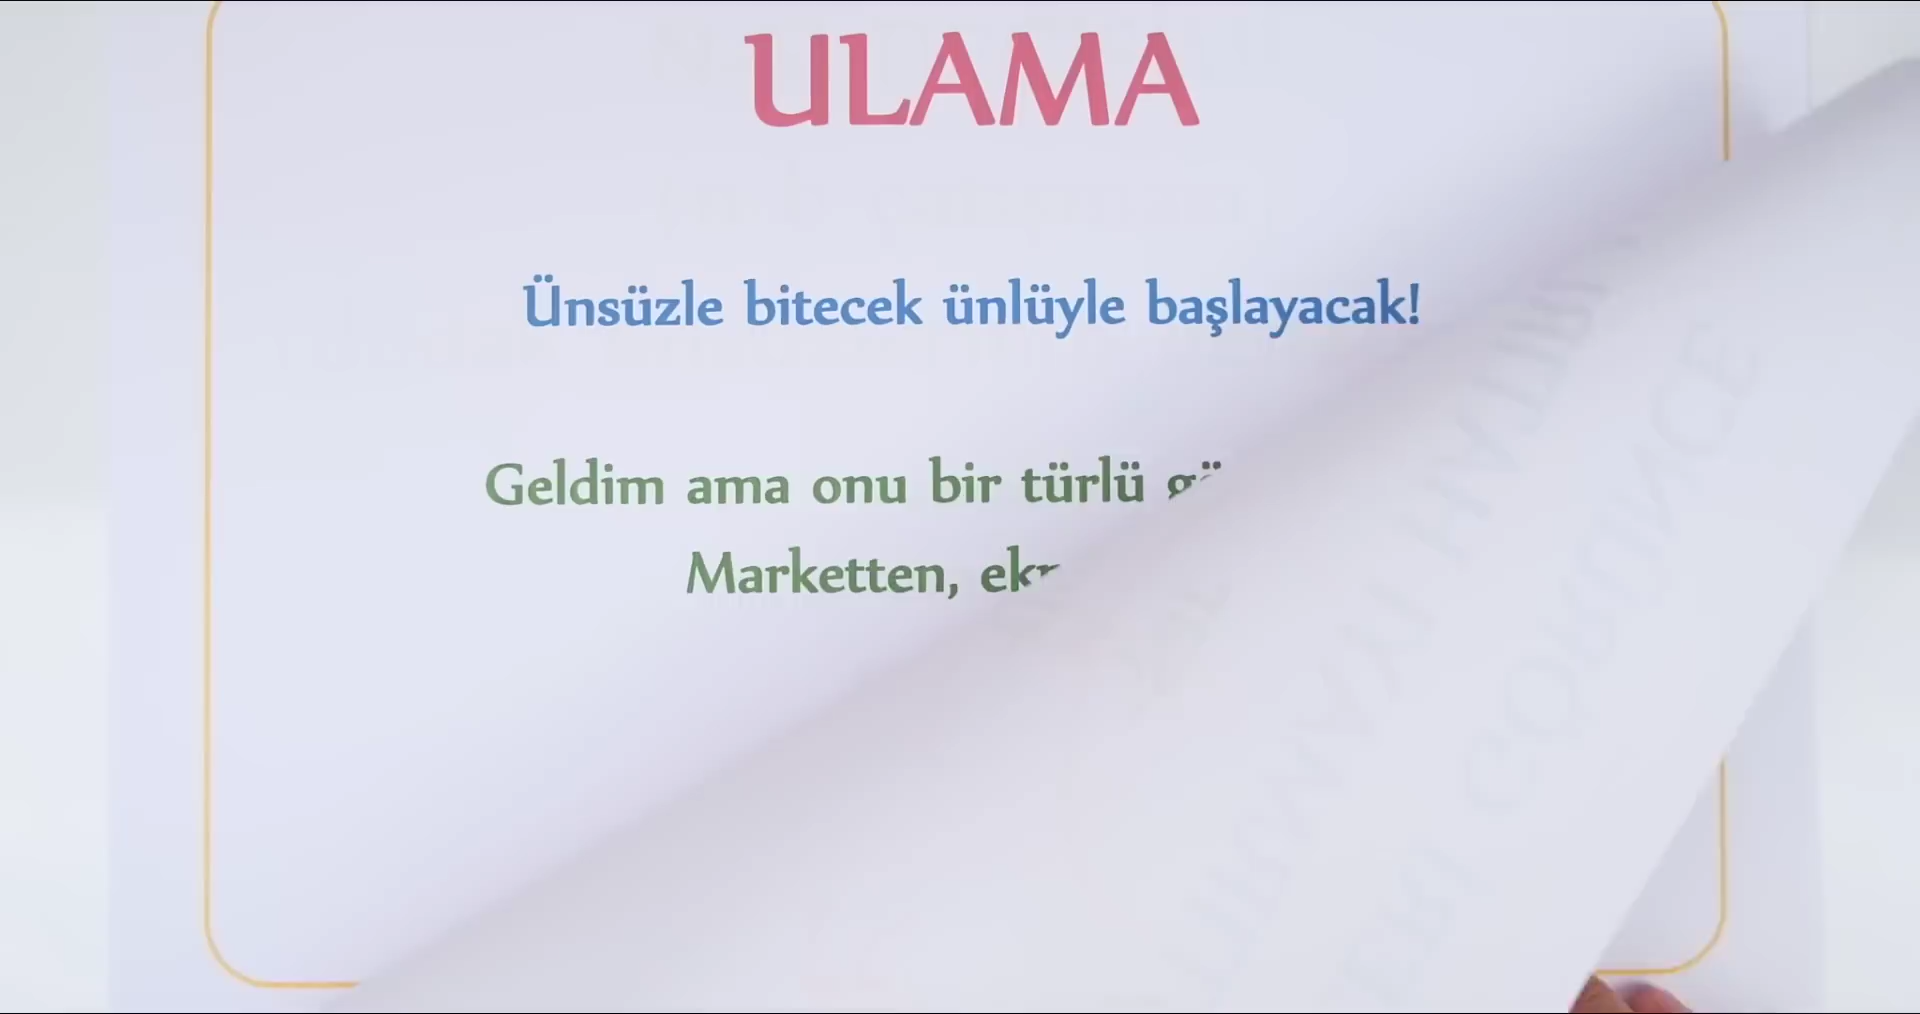 ULAMA
Ünsüzle bitecek ünlüyle başlayacak!
Geldim ama onu bir türlü
Marketten,